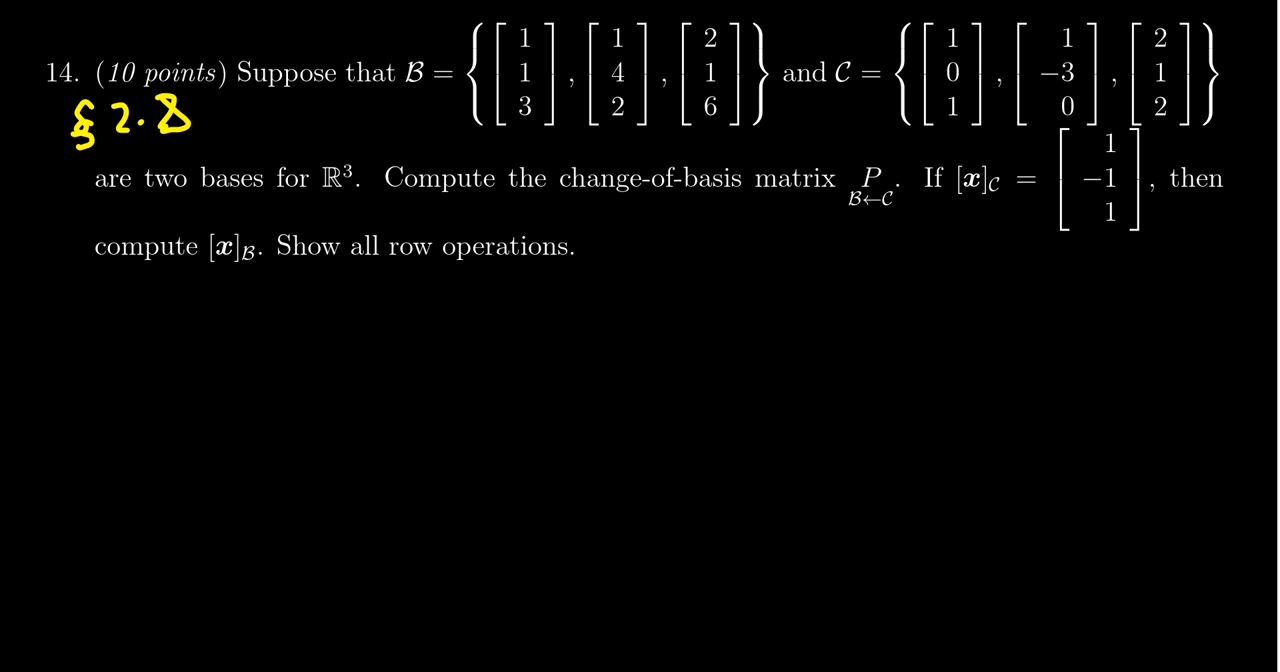 14. (10 points) Suppose that ℬ = { [1 1 3], [1 4 2], [2 1 6] } and 𝒞 = { [1 0 1], [1 −3 0], [2 1 2] }
§ 2.8
are two bases for ℝ³. Compute the change-of-basis matrix P ℬ←𝒞. If [x]𝒞 = [1 −1 1], then
compute [x]ℬ. Show all row operations.